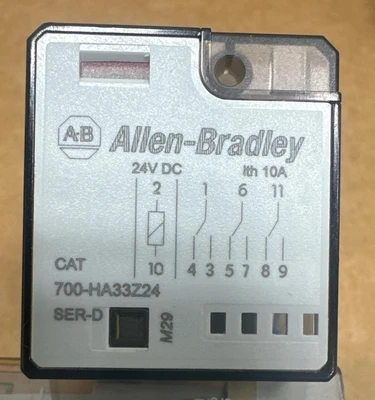 A-B Allen-Bradley
24V DC Ith 10A
2 1 6 11
10 4 3 5 7 8 9
CAT
700-HA33Z24
SER-D
M29